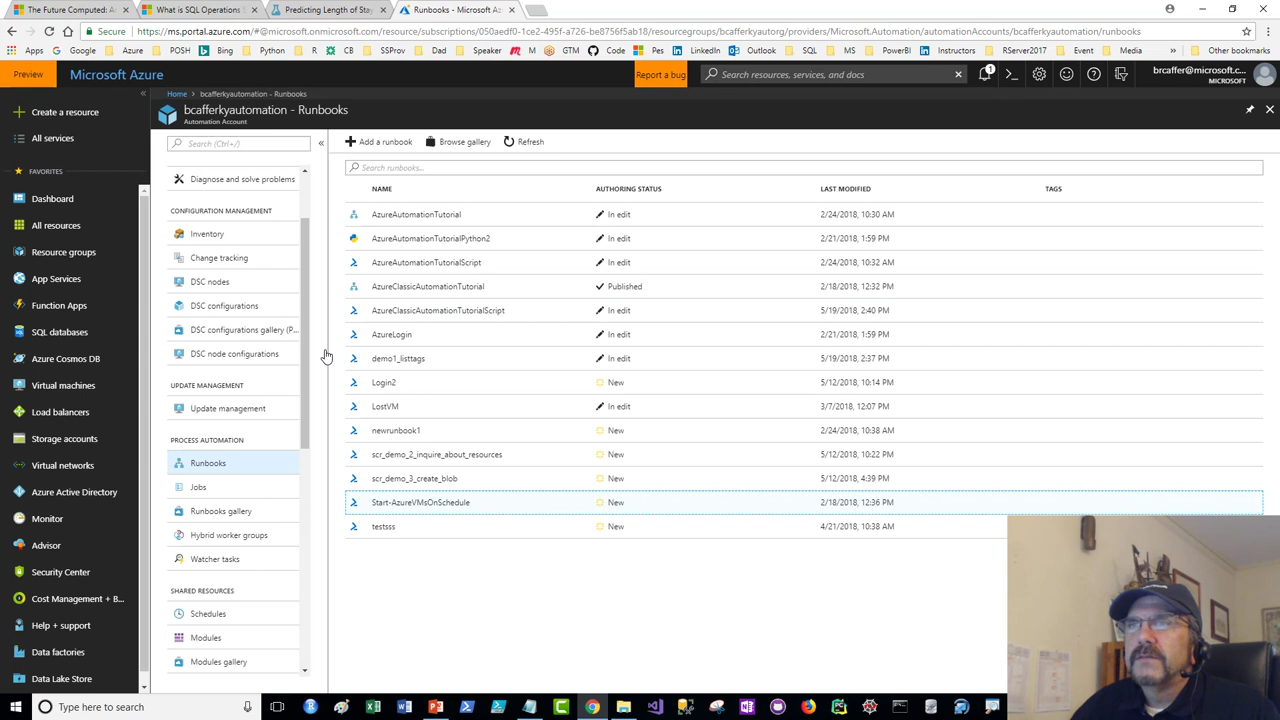 The Future Computed: A
What is SQL Operations
Predicting Length of Stay
Runbooks - Microsoft Az
Secure
https://ms.portal.azure.com/#@microsoft.onmicrosoft.com/resource/subscriptions/050aedf0-1ce2-495f-a726-be8756f5ab18/resourcegroups/bcafferkyautorg/providers/Microsoft.Automation/automationAccounts/bcafferkyautomation/runbooks
Apps Google Azure POSH Bing Python R CB SSProv Dad Speaker M GTM Code Pes LinkedIn Outlook SQL MS PowerBI Instructors RServer2017 Event Media Other bookmarks
Preview Microsoft Azure Report a bug Search resources, services, and docs 1 brcaffer@microsoft.c...
MICROSOFT
Create a resource
All services
FAVORITES
Dashboard
All resources
Resource groups
App Services
Function Apps
SQL databases
Azure Cosmos DB
Virtual machines
Load balancers
Storage accounts
Virtual networks
Azure Active Directory
Monitor
Advisor
Security Center
Cost Management + B...
Help + support
Data factories
Data Lake Store
Home bcafferkyautomation - Runbooks
bcafferkyautomation - Runbooks
Automation Account
Search (Ctrl+/)
Diagnose and solve problems
CONFIGURATION MANAGEMENT
Inventory
Change tracking
DSC nodes
DSC configurations
DSC configurations gallery (P...
DSC node configurations
UPDATE MANAGEMENT
Update management
PROCESS AUTOMATION
Runbooks
Jobs
Runbooks gallery
Hybrid worker groups
Watcher tasks
SHARED RESOURCES
Schedules
Modules
Modules gallery
Add a runbook Browse gallery Refresh
Search runbooks...
NAME AUTHORING STATUS LAST MODIFIED TAGS
AzureAutomationTutorial In edit 2/24/2018, 10:30 AM
AzureAutomationTutorialPython2 In edit 2/21/2018, 1:59 PM
AzureAutomationTutorialScript In edit 2/24/2018, 10:32 AM
AzureClassicAutomationTutorial Published 2/18/2018, 12:32 PM
AzureClassicAutomationTutorialScript In edit 5/19/2018, 2:40 PM
AzureLogin In edit 2/21/2018, 1:59 PM
demo1_listtags In edit 5/19/2018, 2:37 PM
Login2 New 5/12/2018, 10:14 PM
LostVM In edit 3/7/2018, 12:07 PM
newrunbook1 New 2/24/2018, 10:38 AM
scr_demo_2_inquire_about_resources New 5/12/2018, 10:22 PM
scr_demo_3_create_blob New 5/12/2018, 4:39 PM
Start-AzureVMsOnSchedule New 2/18/2018, 12:36 PM
testsss New 4/21/2018, 10:38 AM
Type here to search